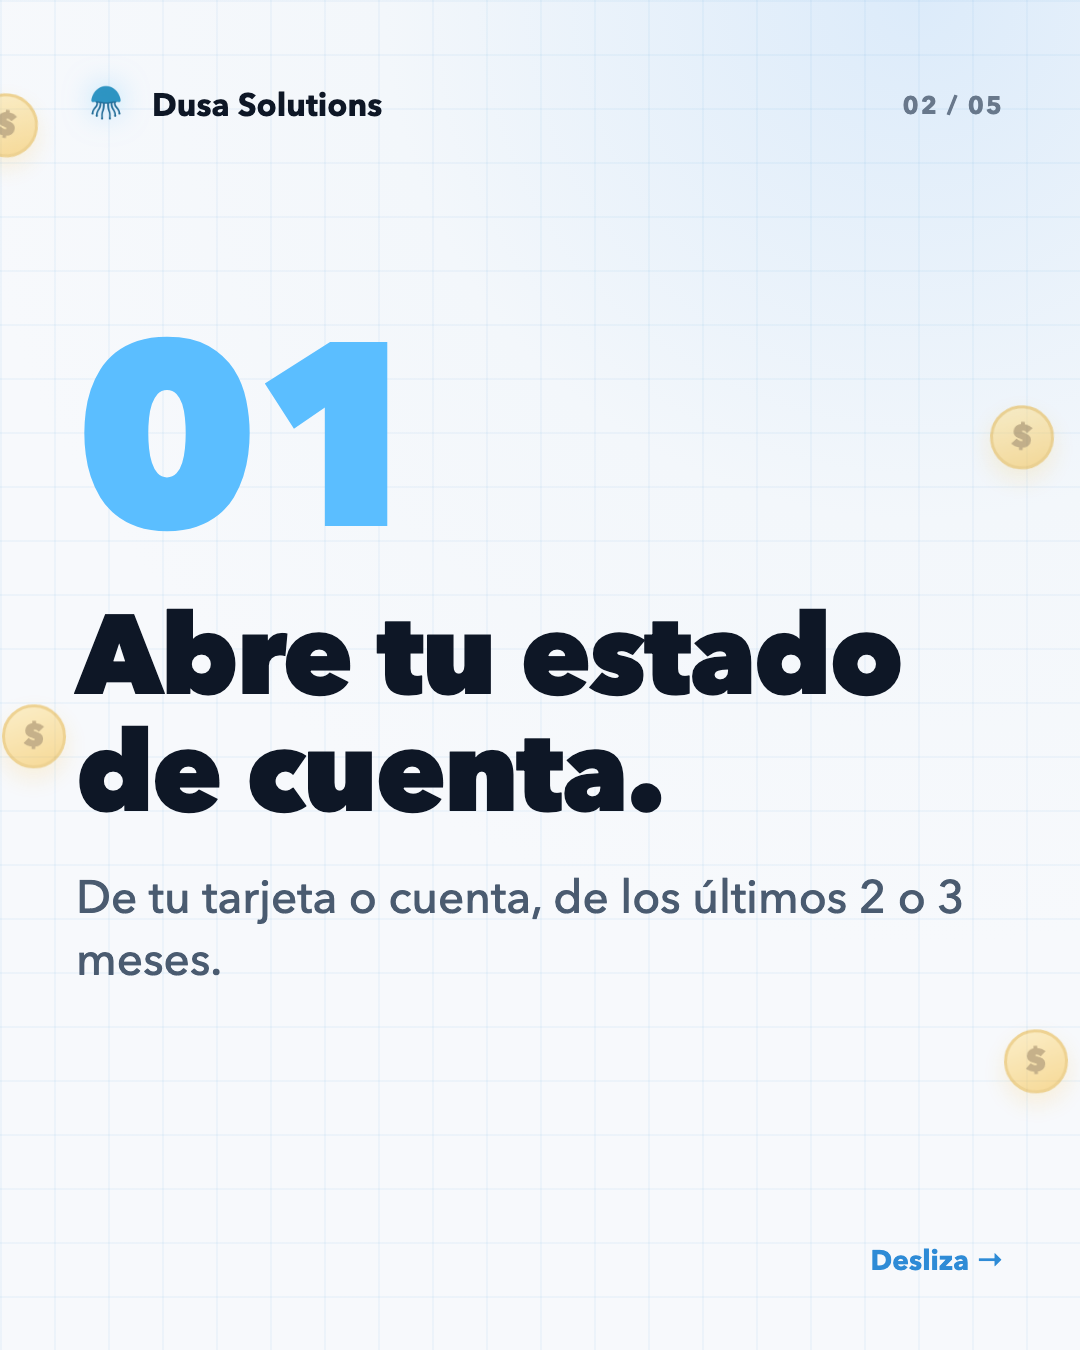 Dusa Solutions
02 / 05
$
01
$
Abre tu estado
de cuenta.
$
De tu tarjeta o cuenta, de los últimos 2 o 3
meses.
$
Desliza →